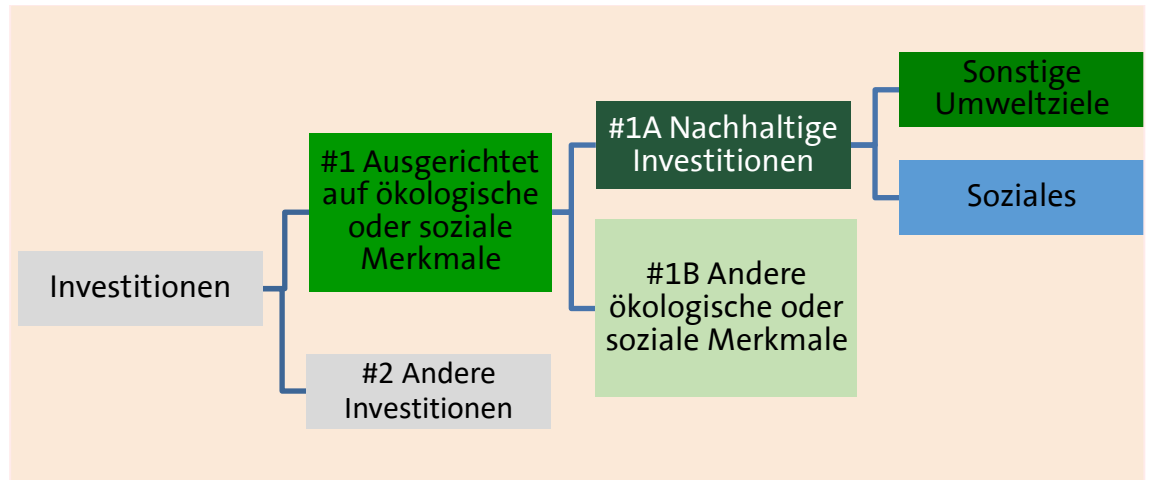 Investitionen
#1 Ausgerichtet
auf ökologische
oder soziale
Merkmale
#2 Andere
Investitionen
#1A Nachhaltige
Investitionen
#1B Andere
ökologische oder
soziale Merkmale
Sonstige
Umweltziele
Soziales